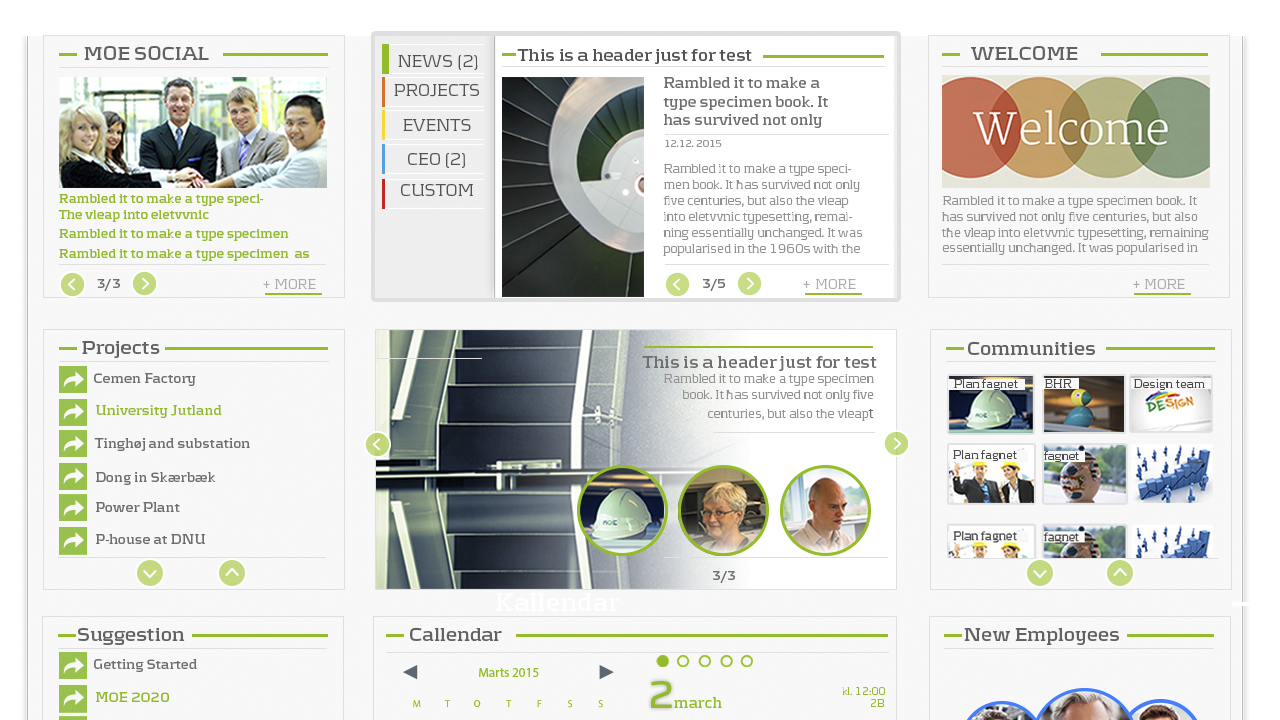 MOE SOCIAL
Rambled it to make a type speci-
The vleap into eletvvnic
Rambled it to make a type specimen
Rambled it to make a type specimen as
3/3
+ MORE
NEWS (2)
PROJECTS
EVENTS
CEO (2)
CUSTOM
This is a header just for test
Rambled it to make a
type specimen book. It
has survived not only
12.12. 2015
Rambled it to make a type speci-
men book. It has survived not only
five centuries, but also the vleap
into eletvvnic typesetting, remai-
ning essentially unchanged. It was
popularised in the 1960s with the
3/5
+ MORE
WELCOME
Welcome
Rambled it to make a type specimen book. It
has survived not only five centuries, but also
the vleap into eletvvnic typesetting, remaining
essentially unchanged. It was popularised in
+ MORE
Projects
Cemen Factory
University Jutland
Tinghøj and substation
Dong in Skærbæk
Power Plant
P-house at DNU
This is a header just for test
Rambled it to make a type specimen
book. It has survived not only five
centuries, but also the vleapt
MOE
3/3
Kallendar
Communities
Plan fagnet
BHR
Design team
MOE
DESIGN
Plan fagnet
fagnet
Plan fagnet
fagnet
Suggestion
Getting Started
MOE 2020
Callendar
Marts 2015
M T O T F S S
2 march
kl. 12:00
2B
New Employees